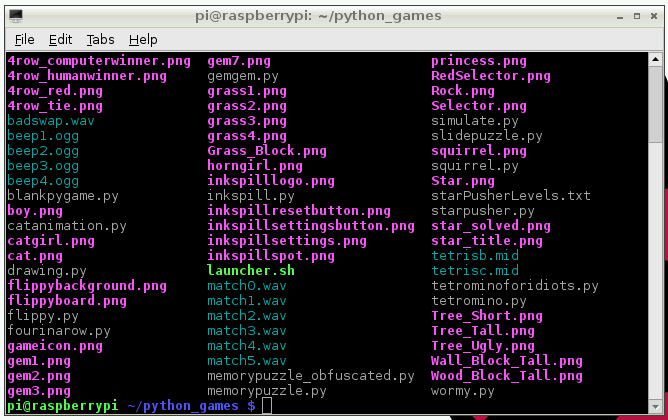 pi@raspberrypi: ~/python_games
File Edit Tabs Help
4row_computerwinner.png gem7.png princess.png
4row_humanwinner.png gemgem.py RedSelector.png
4row_red.png grass1.png Rock.png
4row_tie.png grass2.png Selector.png
badswap.wav grass3.png simulate.py
beep1.ogg grass4.png slidepuzzle.py
beep2.ogg Grass_Block.png squirrel.png
beep3.ogg horngirl.png squirrel.py
beep4.ogg inkspilllogo.png Star.png
blankpygame.py inkspill.py starPusherLevels.txt
boy.png inkspillresetbutton.png starpusher.py
catanimation.py inkspillsettingsbutton.png star_solved.png
catgirl.png inkspillsettings.png star_title.png
cat.png inkspillspot.png tetrisb.mid
drawing.py launcher.sh tetrisc.mid
flippybackground.png match0.wav tetrominoforidiots.py
flippyboard.png match1.wav tetromino.py
flippy.py match2.wav Tree_Short.png
fourinarow.py match3.wav Tree_Tall.png
gameicon.png match4.wav Tree_Ugly.png
gem1.png match5.wav Wall_Block_Tall.png
gem2.png memorypuzzle_obfuscated.py Wood_Block_Tall.png
gem3.png memorypuzzle.py wormy.py
pi@raspberrypi ~/python_games $